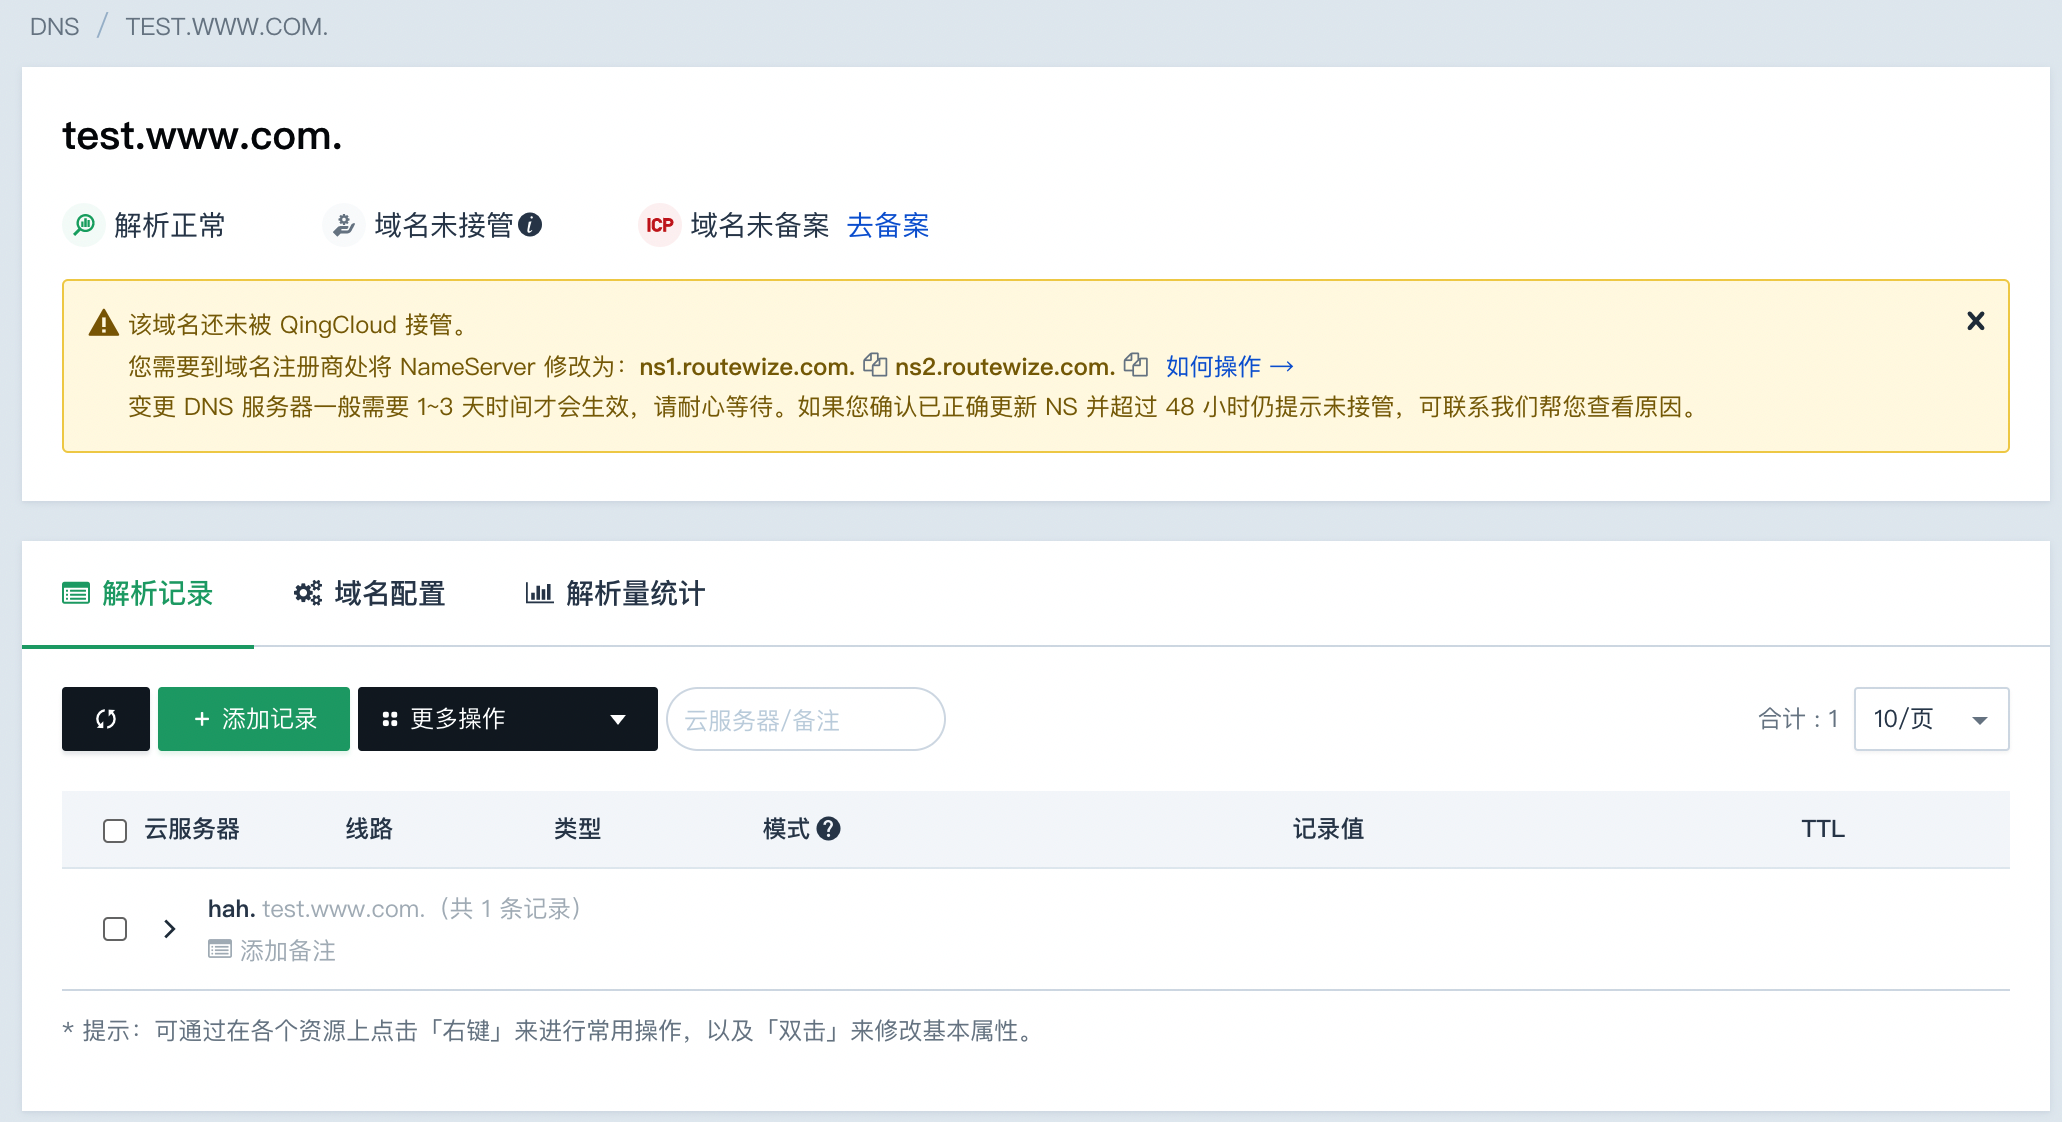 DNS / TEST.WWW.COM.
test.www.com.
解析正常 域名未接管 ICP 域名未备案 去备案
该域名还未被 QingCloud 接管。
您需要到域名注册商处将 NameServer 修改为：ns1.routewize.com. ns2.routewize.com. 如何操作 →
变更 DNS 服务器一般需要 1~3 天时间才会生效，请耐心等待。如果您确认已正确更新 NS 并超过 48 小时仍提示未接管，可联系我们帮您查看原因。
解析记录 域名配置 解析量统计
+ 添加记录 更多操作 云服务器/备注 合计 : 1 10/页
云服务器 线路 类型 模式 记录值 TTL
hah. test.www.com.（共 1 条记录）
添加备注
* 提示：可通过在各个资源上点击「右键」来进行常用操作，以及「双击」来修改基本属性。